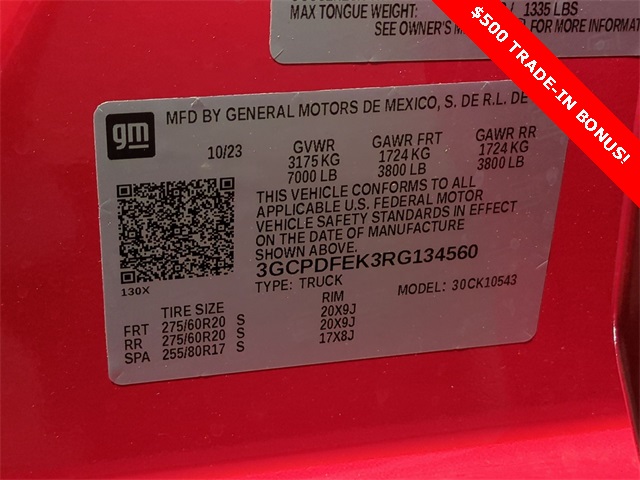 MAX TONGUE WEIGHT: / 1335 LBS
SEE OWNER'S FOR MORE
$500 TRADE-IN BONUS!
gm
MFD BY GENERAL MOTORS DE MEXICO, S. DE R.L. DE
10/23
GVWR GAWR FRT GAWR RR
3175 KG 1724 KG 1724 KG
7000 LB 3800 LB 3800 LB
THIS VEHICLE CONFORMS TO ALL
APPLICABLE U.S. FEDERAL MOTOR
VEHICLE SAFETY STANDARDS IN EFFECT
ON THE DATE OF MANUFACTURE
SHOWN ABOVE.
3GCPDFEK3RG134560
130X
TYPE: TRUCK MODEL: 30CK10543
TIRE SIZE RIM
FRT 275/60R20 S 20X9J
RR 275/60R20 S 20X9J
SPA 255/80R17 S 17X8J